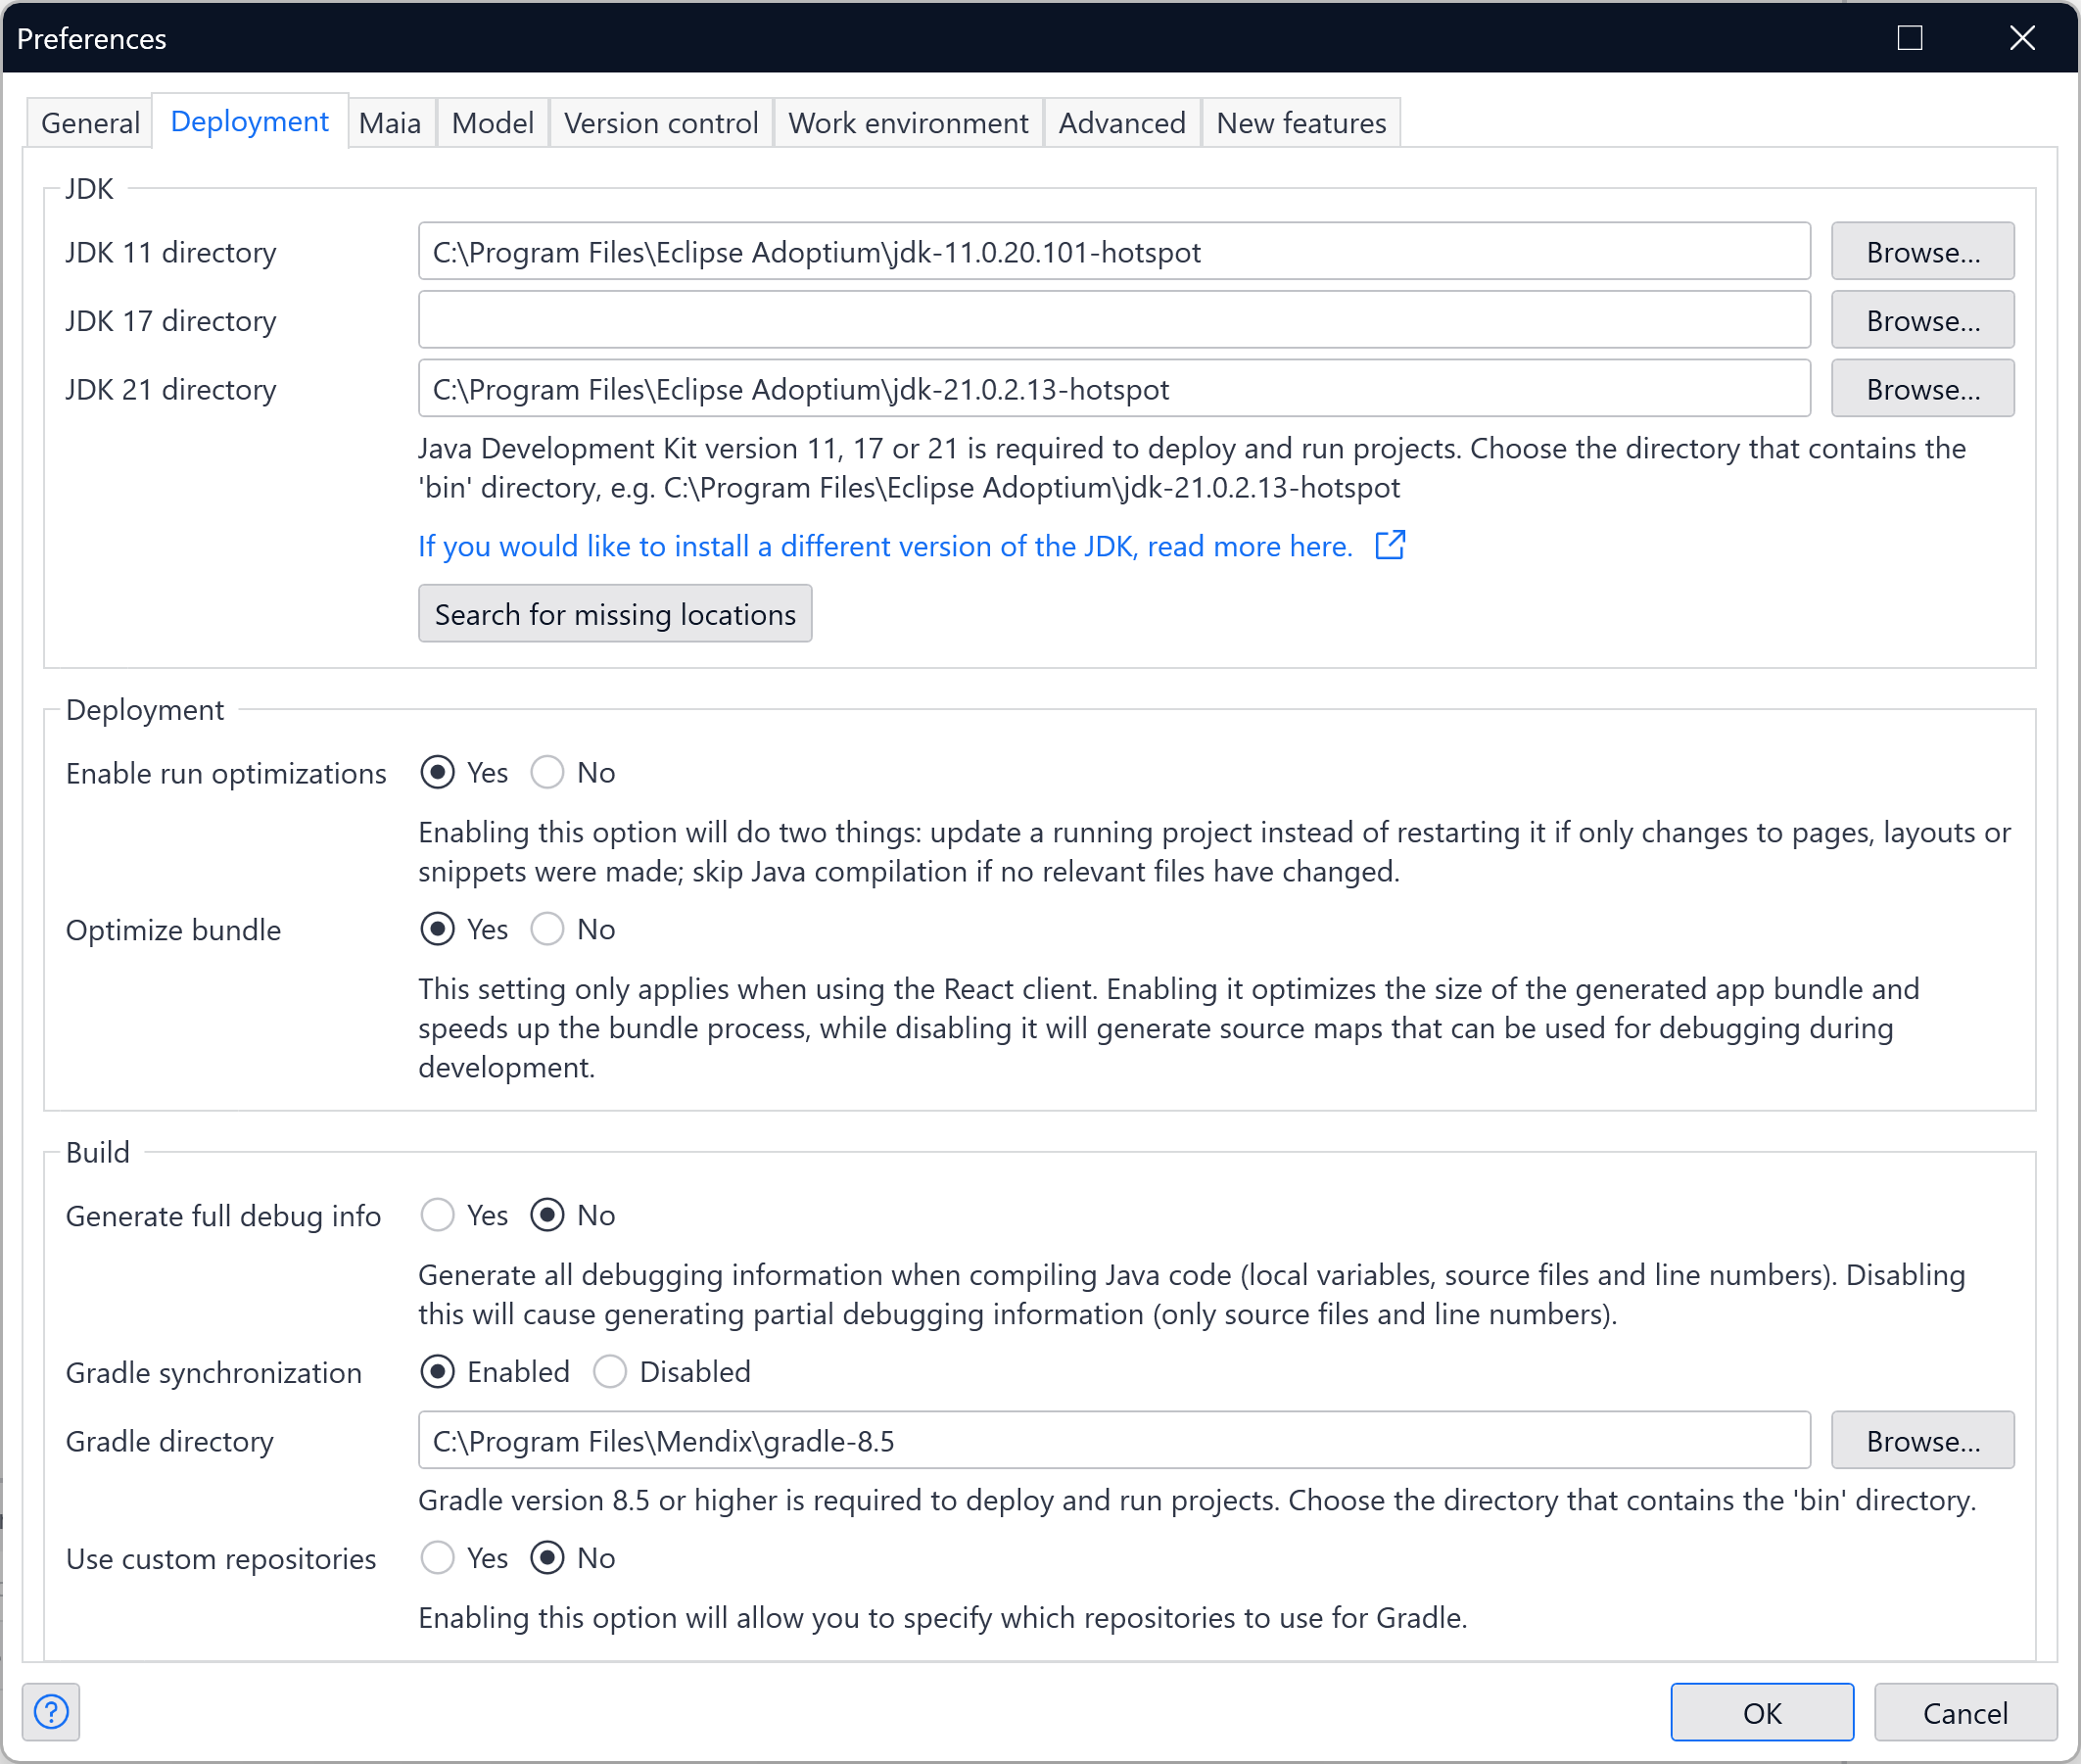 Preferences
General Deployment Maia Model Version control Work environment Advanced New features
JDK
JDK 11 directory C:\Program Files\Eclipse Adoptium\jdk-11.0.20.101-hotspot Browse...
JDK 17 directory Browse...
JDK 21 directory C:\Program Files\Eclipse Adoptium\jdk-21.0.2.13-hotspot Browse...
Java Development Kit version 11, 17 or 21 is required to deploy and run projects. Choose the directory that contains the
'bin' directory, e.g. C:\Program Files\Eclipse Adoptium\jdk-21.0.2.13-hotspot
If you would like to install a different version of the JDK, read more here.
Search for missing locations
Deployment
Enable run optimizations Yes No
Enabling this option will do two things: update a running project instead of restarting it if only changes to pages, layouts or
snippets were made; skip Java compilation if no relevant files have changed.
Optimize bundle Yes No
This setting only applies when using the React client. Enabling it optimizes the size of the generated app bundle and
speeds up the bundle process, while disabling it will generate source maps that can be used for debugging during
development.
Build
Generate full debug info Yes No
Generate all debugging information when compiling Java code (local variables, source files and line numbers). Disabling
this will cause generating partial debugging information (only source files and line numbers).
Gradle synchronization Enabled Disabled
Gradle directory C:\Program Files\Mendix\gradle-8.5 Browse...
Gradle version 8.5 or higher is required to deploy and run projects. Choose the directory that contains the 'bin' directory.
Use custom repositories Yes No
Enabling this option will allow you to specify which repositories to use for Gradle.
? OK Cancel